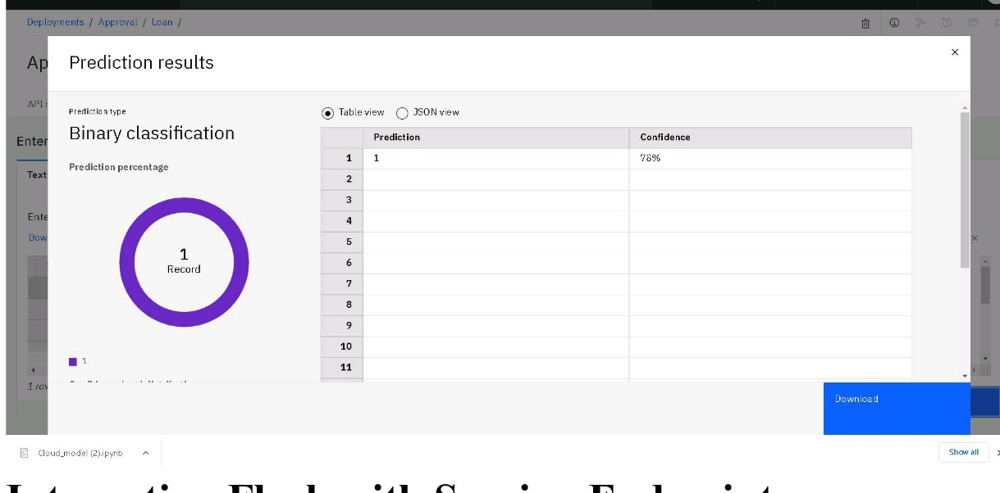 Deployments / Approval / Loan /
Ap
Prediction results
API
Enter
Text
Ente
Dow
1 row
Prediction type
Binary classification
Prediction percentage
1
Record
1
Table view JSON view
Prediction Confidence
1 1 78%
2
3
4
5
6
7
8
9
10
11
Download
Cloud_model (2).ipynb
Show all